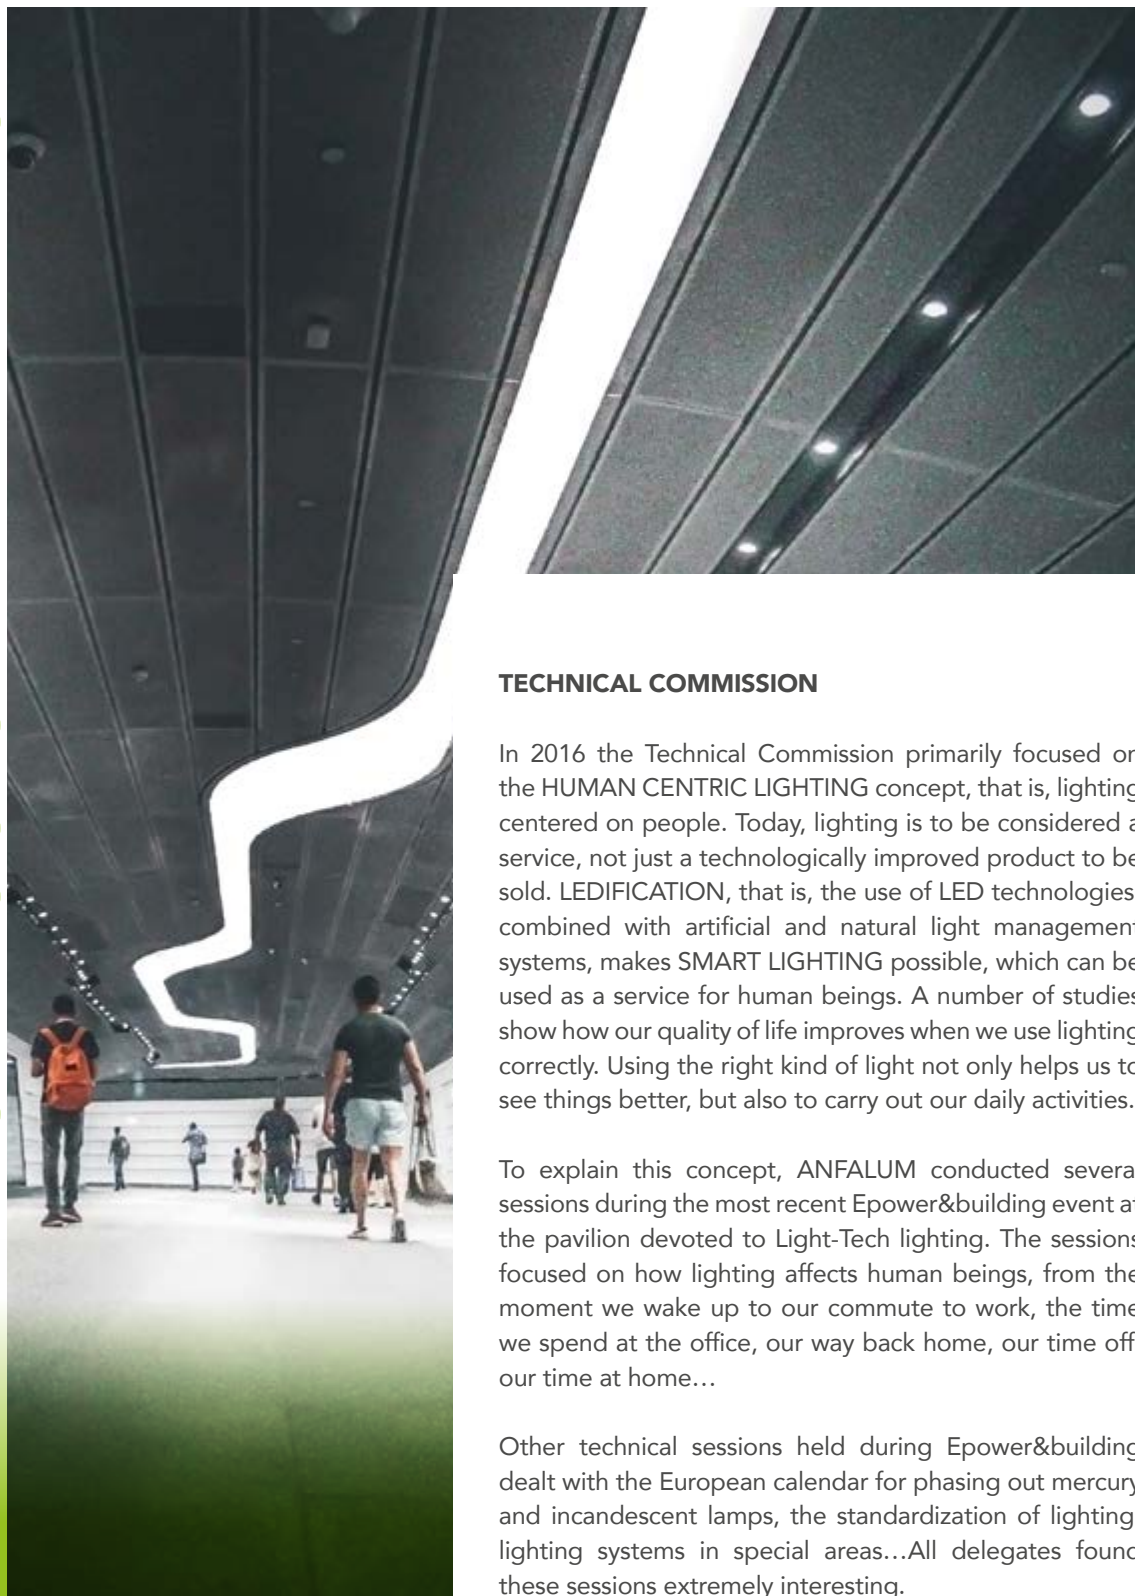 TECHNICAL COMMISSION
In 2016 the Technical Commission primarily focused on
the HUMAN CENTRIC LIGHTING concept, that is, lighting
centered on people. Today, lighting is to be considered a
service, not just a technologically improved product to be
sold. LEDIFICATION, that is, the use of LED technologies
combined with artificial and natural light management
systems, makes SMART LIGHTING possible, which can be
used as a service for human beings. A number of studies
show how our quality of life improves when we use lighting
correctly. Using the right kind of light not only helps us to
see things better, but also to carry out our daily activities.
To explain this concept, ANFALUM conducted several
sessions during the most recent Epower&building event at
the pavilion devoted to Light-Tech lighting. The sessions
focused on how lighting affects human beings, from the
moment we wake up to our commute to work, the time
we spend at the office, our way back home, our time off
our time at home…
Other technical sessions held during Epower&building
dealt with the European calendar for phasing out mercury
and incandescent lamps, the standardization of lighting
lighting systems in special areas…All delegates found
these sessions extremely interesting.